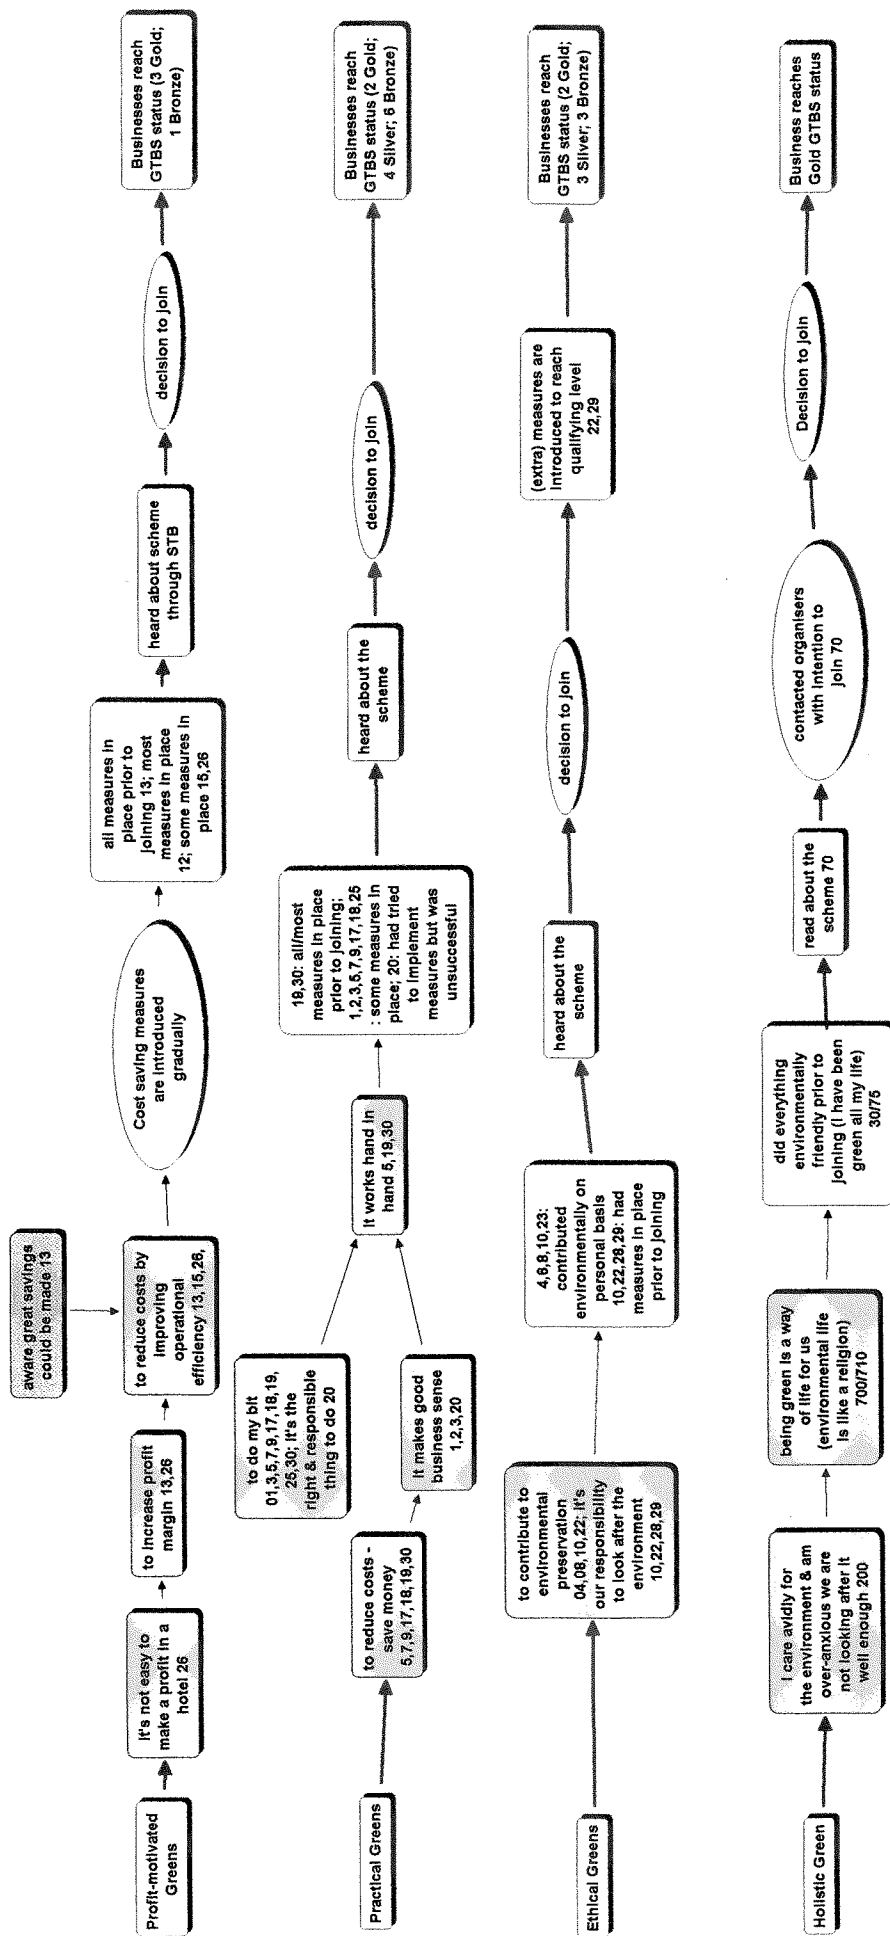 Profit-motivated
Greens
It's not easy to
make a profit in a
hotel 26
to increase profit
margin 13,26
aware great savings
could be made 13
to reduce costs by
improving
operational
efficiency 13,15,26,
Cost saving measures
are introduced
gradually
all measures in
place prior to
joining 13; most
measures in place
12; some measures in
place 15,26
heard about scheme
through STB
decision to join
Businesses reach
GTBS status (3 Gold;
1 Bronze)
Practical Greens
to reduce costs -
save money
5,7,9,17,18,19,30
to do my bit
01,3,5,7,9,17,18,19,
25,30; it's the
right & responsible
thing to do 20
it makes good
business sense
1,2,3,20
It works hand in
hand 5,19,30
19,30: all/most
measures in place
prior to joining;
1,2,3,5,7,9,17,18,25
: some measures in
place; 20: had tried
to implement
measures but was
unsuccessful
heard about the
scheme
decision to join
Businesses reach
GTBS status (2 Gold;
4 Silver; 6 Bronze)
Ethical Greens
to contribute to
environmental
preservation
04,08,10,22; it's
our responsibility
to look after the
environment
10,22,28,29
4,6,8,10,23:
contributed
environmentally on
personal basis
10,22,28,29: had
measures in place
prior to joining
heard about the
scheme
decision to join
(extra) measures are
introduced to reach
qualifying level
22,29
Businesses reach
GTBS status (2 Gold;
3 Silver; 3 Bronze)
Holistic Green
I care avidly for
the environment & am
over-anxious we are
not looking after it
well enough 200
being green is a way
of life for us
(environmental life
is like a religion)
700/710
did everything
environmentally
friendly prior to
joining (I have been
green all my life)
30/75
read about the
scheme 70
contacted organisers
with intention to
join 70
Decision to join
Business reaches
Gold GTBS status